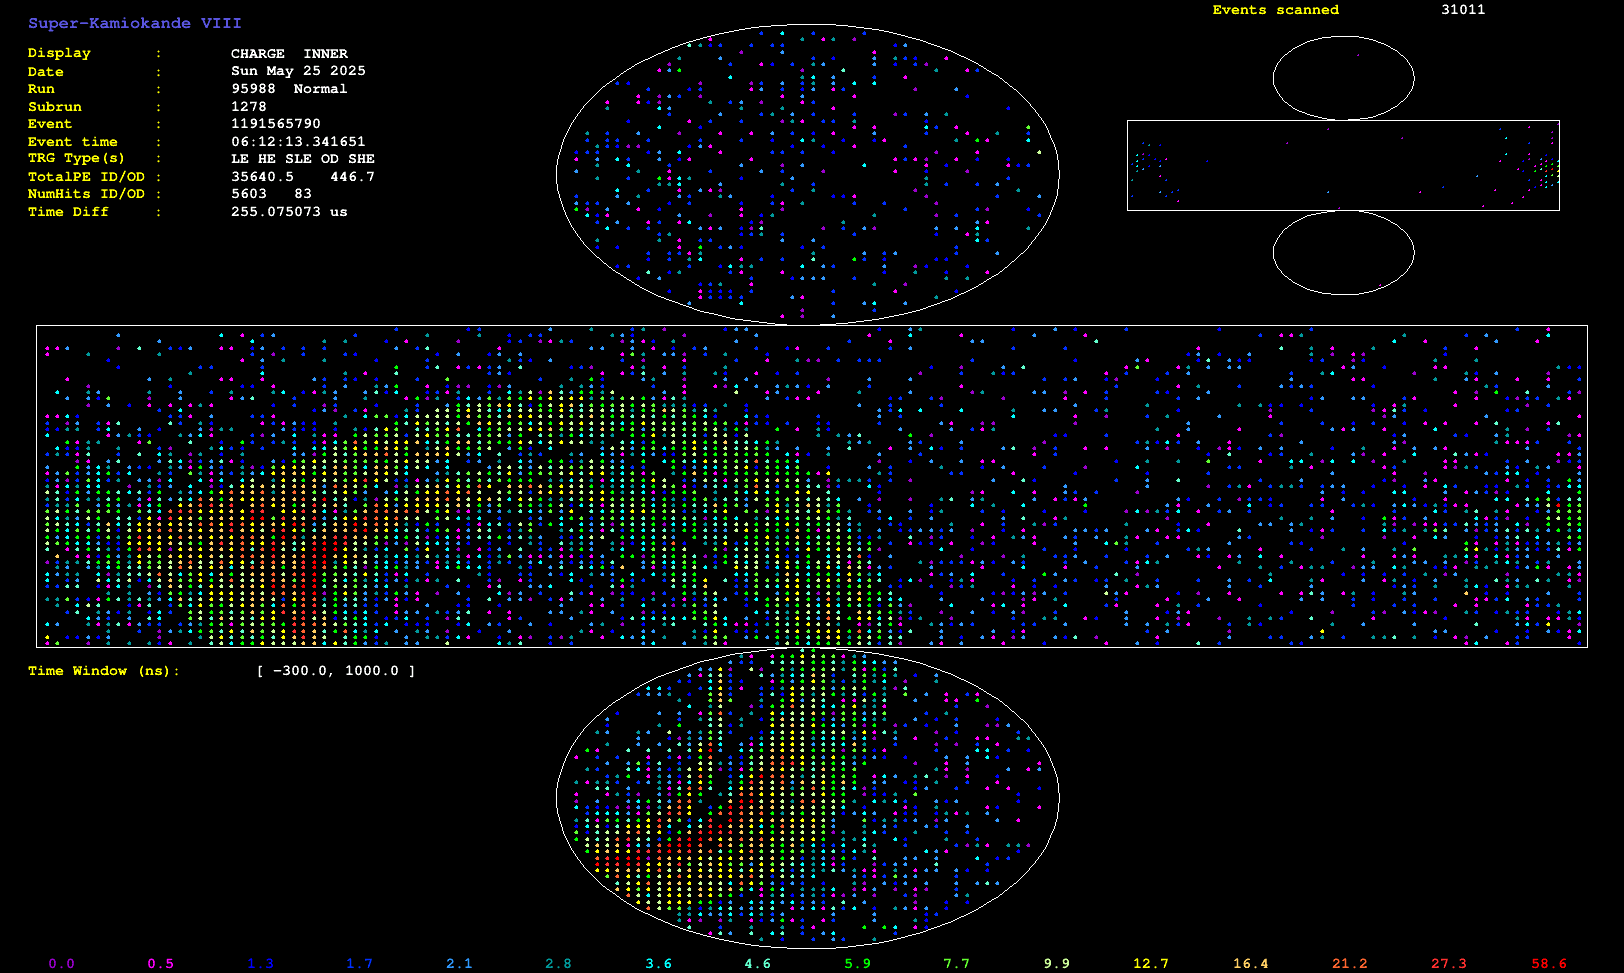 Super-Kamiokande VIII
Events scanned 31011
Display : CHARGE INNER
Date : Sun May 25 2025
Run : 95988 Normal
Subrun : 1278
Event : 1191565790
Event time : 06:12:13.341651
TRG Type(s) : LE HE SLE OD SHE
TotalPE ID/OD : 35640.5 446.7
NumHits ID/OD : 5603 83
Time Diff : 255.075073 us
Time Window (ns): [ -300.0, 1000.0 ]
0.0 0.5 1.3 1.7 2.1 2.8 3.6 4.6 5.9 7.7 9.9 12.7 16.4 21.2 27.3 58.6